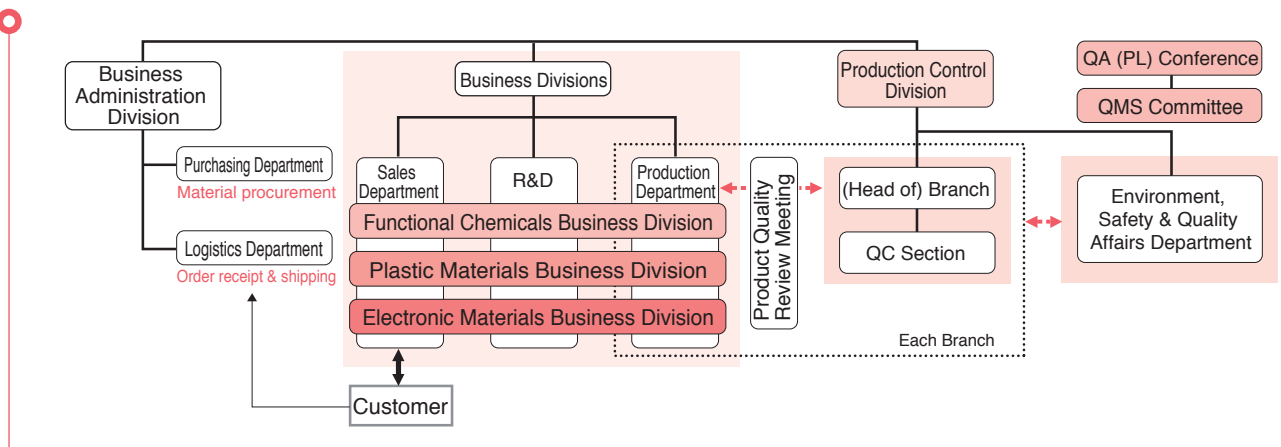 Business
Administration
Division
Purchasing Department
Material procurement
Logistics Department
Order receipt & shipping
Business Divisions
Sales
Department
R&D
Production
Department
Functional Chemicals Business Division
Plastic Materials Business Division
Electronic Materials Business Division
Customer
Product Quality
Review Meeting
Production Control
Division
(Head of) Branch
QC Section
Each Branch
QA (PL) Conference
QMS Committee
Environment,
Safety & Quality
Affairs Department